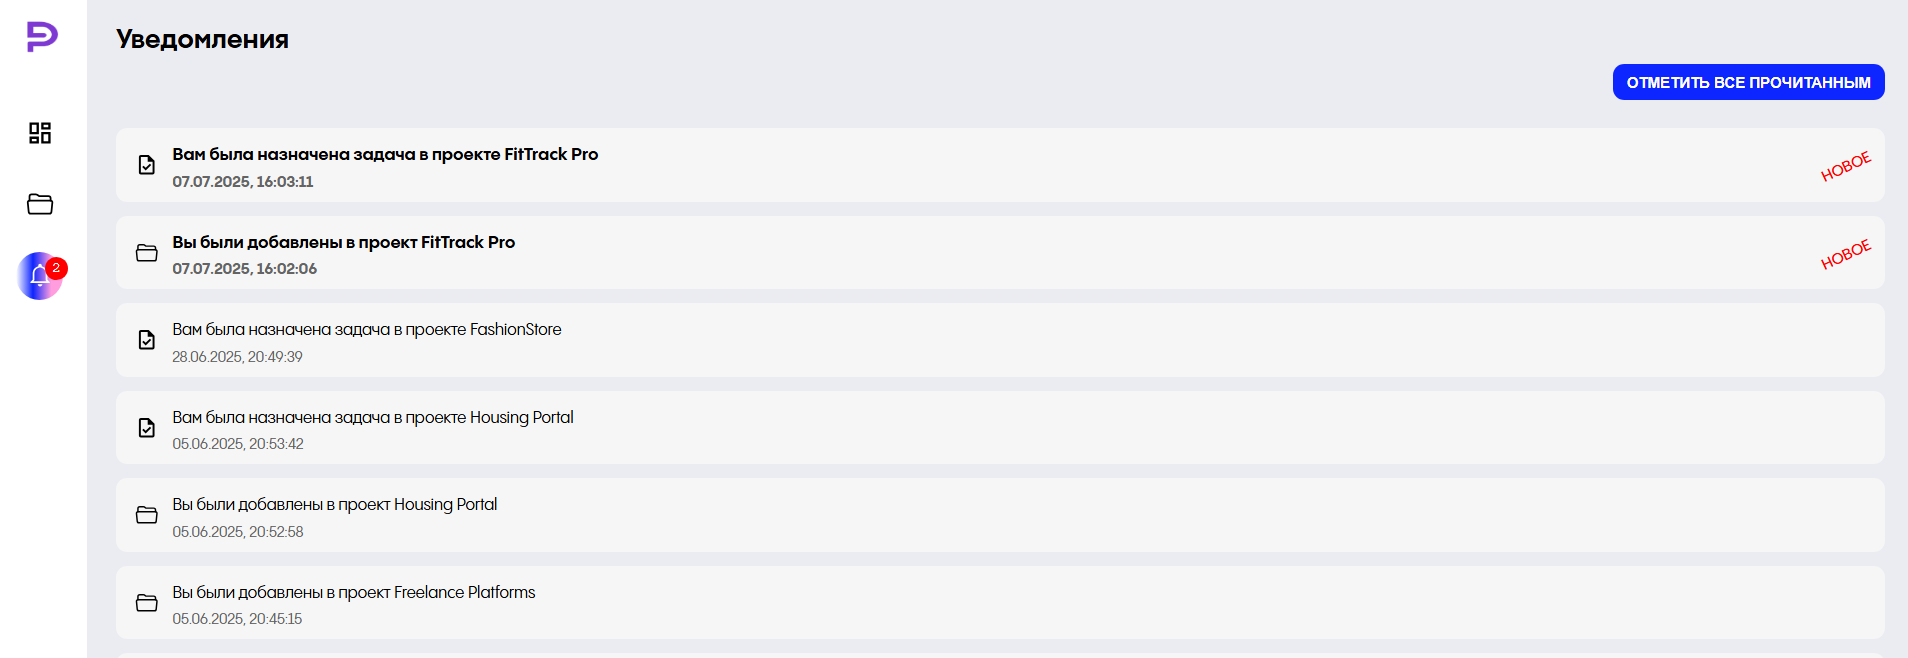 Уведомления
ОТМЕТИТЬ ВСЕ ПРОЧИТАННЫМ
Вам была назначена задача в проекте FitTrack Pro
07.07.2025, 16:03:11
НОВОЕ
Вы были добавлены в проект FitTrack Pro
07.07.2025, 16:02:06
НОВОЕ
2
Вам была назначена задача в проекте FashionStore
28.06.2025, 20:49:39
Вам была назначена задача в проекте Housing Portal
05.06.2025, 20:53:42
Вы были добавлены в проект Housing Portal
05.06.2025, 20:52:58
Вы были добавлены в проект Freelance Platforms
05.06.2025, 20:45:15